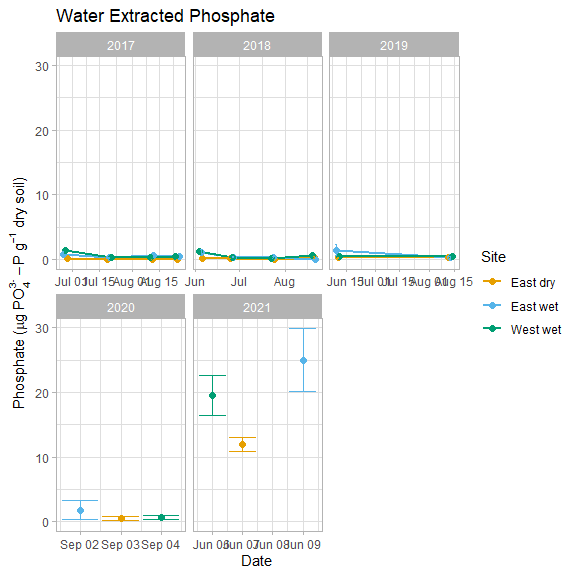 Water Extracted Phosphate
2017
2018
2019
30
20
10
0
Jul 01
Jul 15
Aug 01
Aug 15
Jun
Jul
Aug
Jun 15
Jul 01
Jul 15
Aug 01
Aug 15
Phosphate (μg PO₄³⁻ −P g⁻¹ dry soil)
2020
2021
30
20
10
0
Sep 02
Sep 03
Sep 04
Jun 06
Jun 07
Jun 08
Jun 09
Date
Site
East dry
East wet
West wet